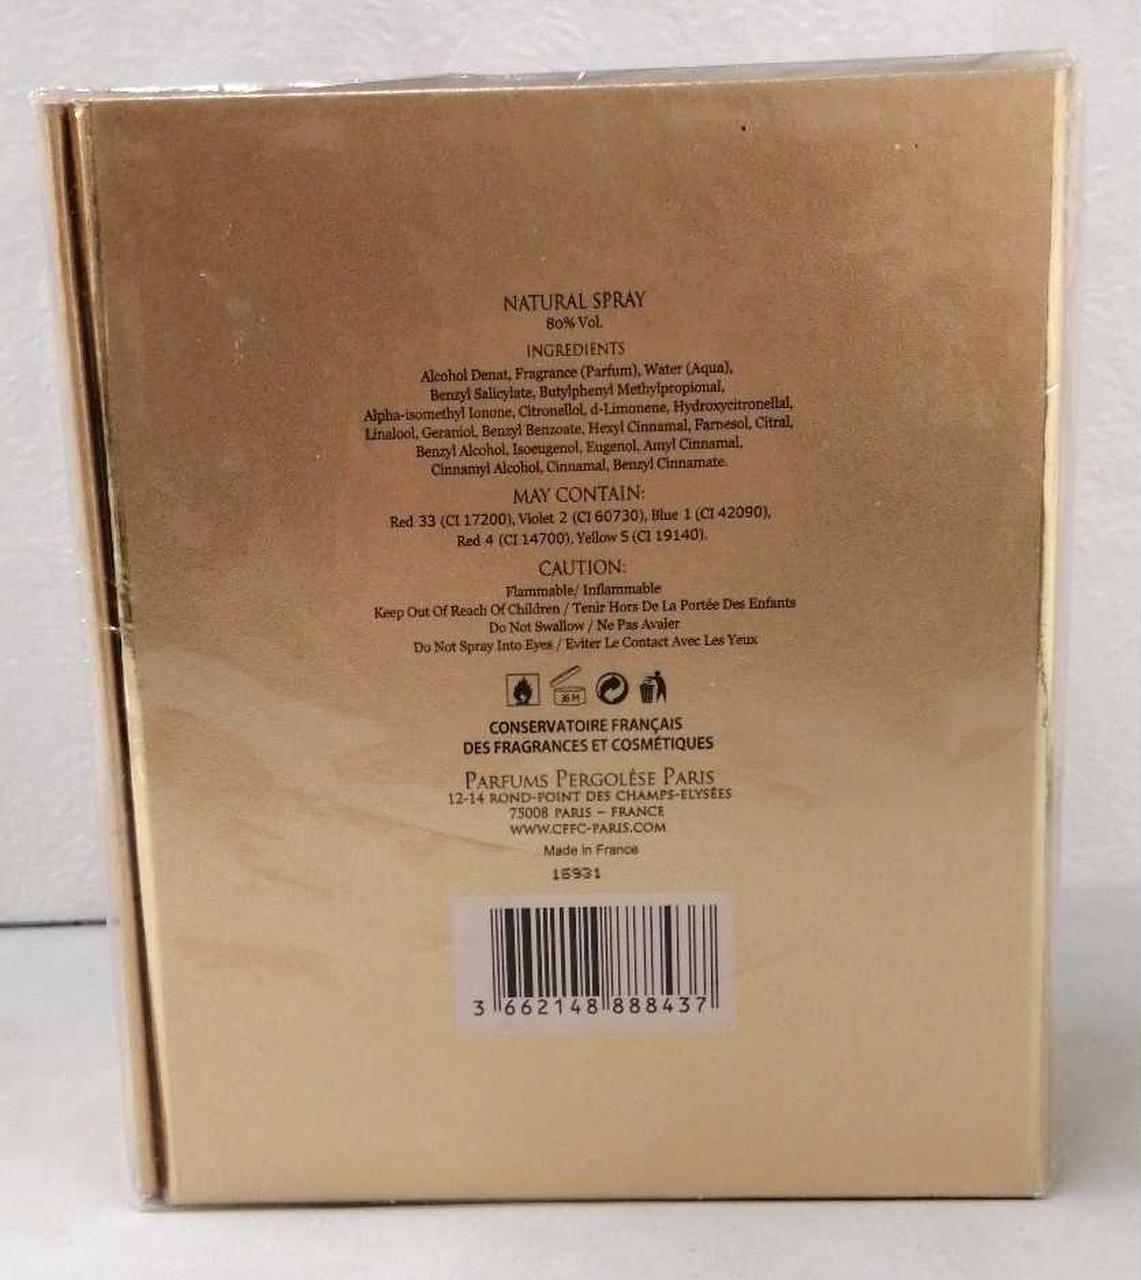 NATURAL SPRAY
80% Vol.
INGREDIENTS
Alcohol Denat, Fragrance (Parfum), Water (Aqua),
Benzyl Salicylate, Butylphenyl Methylpropional,
Alpha-isomethyl Ionone, Citronellol, d-Limonene, Hydroxycitronellal,
Linalool, Geraniol, Benzyl Benzoate, Hexyl Cinnamal, Farnesol, Citral,
Benzyl Alcohol, Isoeugenol, Eugenol, Amyl Cinnamal,
Cinnamyl Alcohol, Cinnamal, Benzyl Cinnamate.
MAY CONTAIN:
Red 33 (CI 17200), Violet 2 (CI 60730), Blue 1 (CI 42090),
Red 4 (CI 14700), Yellow 5 (CI 19140).
CAUTION:
Flammable/ Inflammable
Keep Out Of Reach Of Children / Tenir Hors De La Portée Des Enfants
Do Not Swallow / Ne Pas Avaler
Do Not Spray Into Eyes / Eviter Le Contact Avec Les Yeux
36 M
CONSERVATOIRE FRANÇAIS
DES FRAGRANCES ET COSMÉTIQUES
PARFUMS PERGOLÈSE PARIS
12-14 ROND-POINT DES CHAMPS-ELYSÉES
75008 PARIS – FRANCE
WWW.CFFC-PARIS.COM
Made in France
16931
3 662148 888437